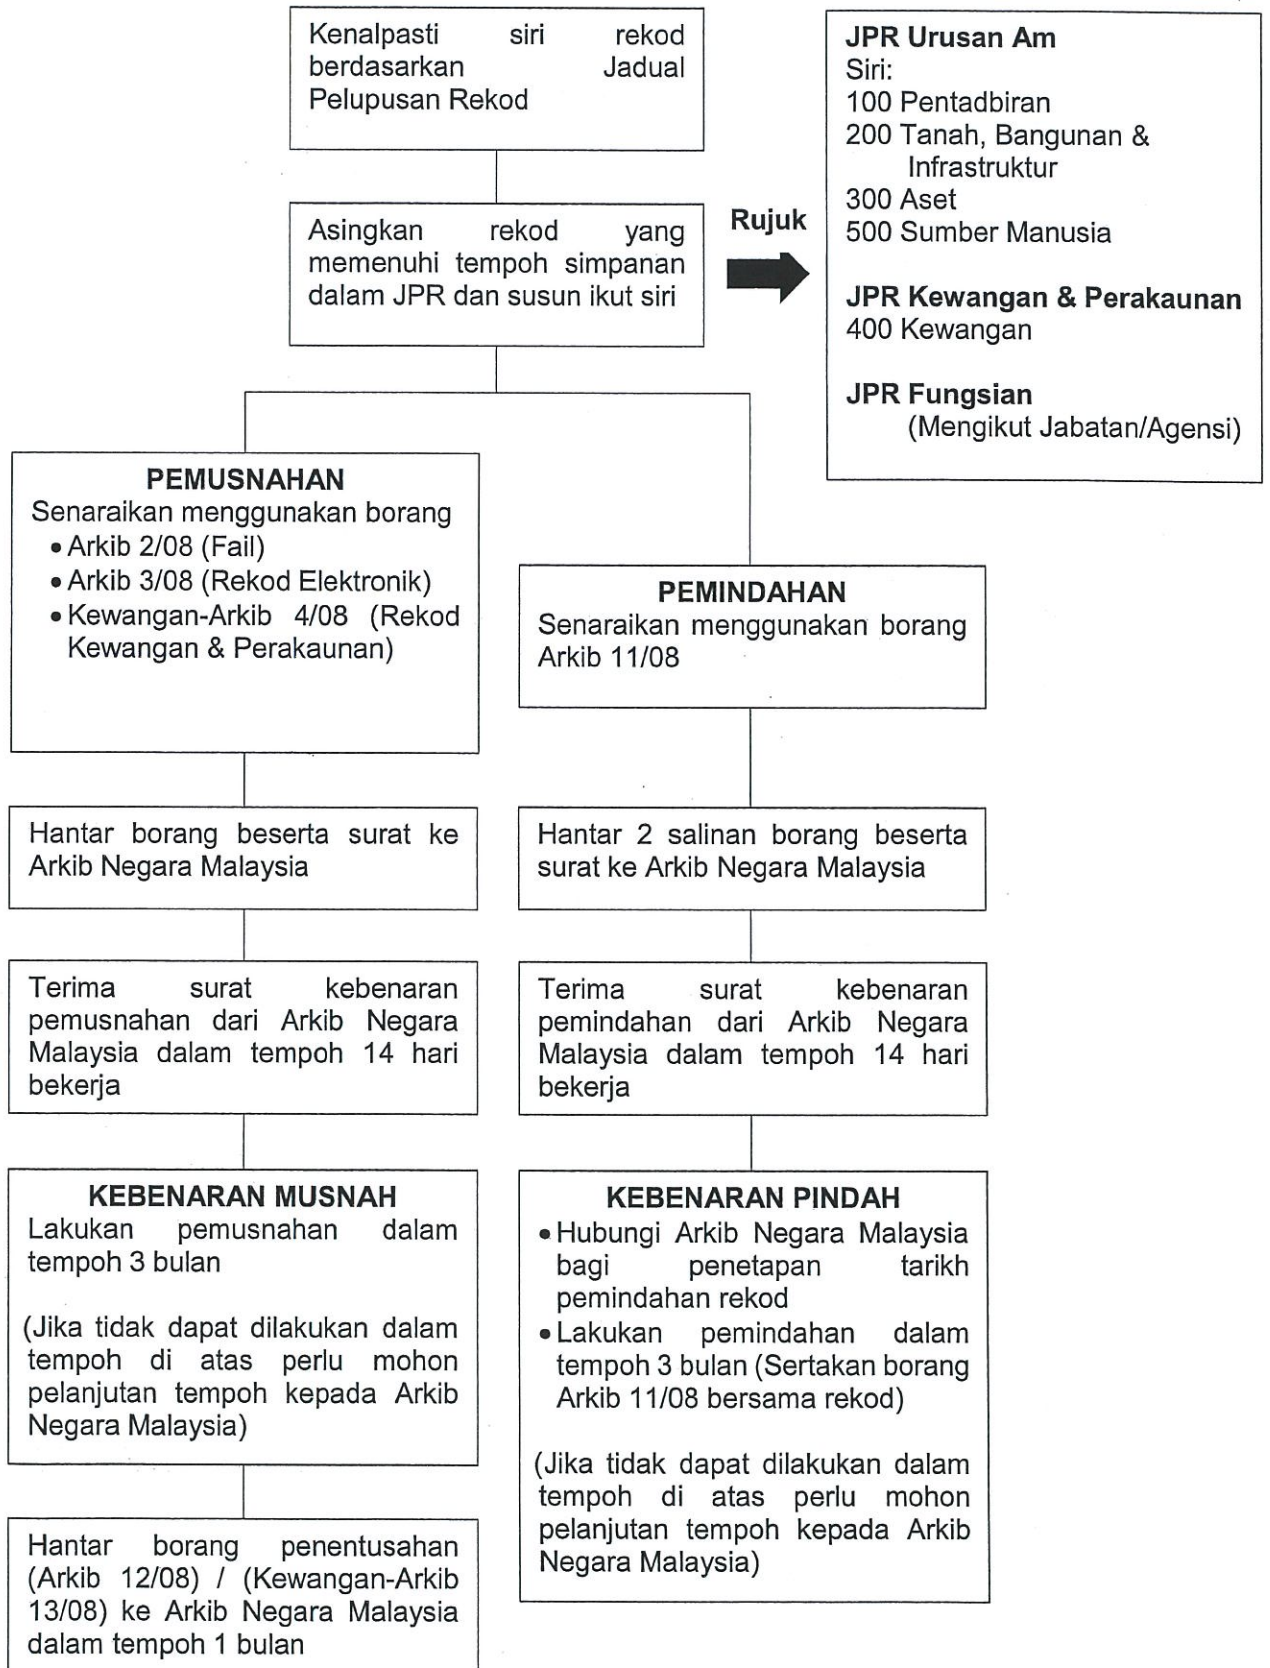 Kenalpasti siri rekod
berdasarkan Jadual
Pelupusan Rekod
Asingkan rekod yang
memenuhi tempoh simpanan
dalam JPR dan susun ikut siri
Rujuk
JPR Urusan Am
Siri:
100 Pentadbiran
200 Tanah, Bangunan &
Infrastruktur
300 Aset
500 Sumber Manusia
JPR Kewangan & Perakaunan
400 Kewangan
JPR Fungsian
(Mengikut Jabatan/Agensi)
PEMUSNAHAN
Senaraikan menggunakan borang
• Arkib 2/08 (Fail)
• Arkib 3/08 (Rekod Elektronik)
• Kewangan-Arkib 4/08 (Rekod
Kewangan & Perakaunan)
PEMINDAHAN
Senaraikan menggunakan borang
Arkib 11/08
Hantar borang beserta surat ke
Arkib Negara Malaysia
Hantar 2 salinan borang beserta
surat ke Arkib Negara Malaysia
Terima surat kebenaran
pemusnahan dari Arkib Negara
Malaysia dalam tempoh 14 hari
bekerja
Terima surat kebenaran
pemindahan dari Arkib Negara
Malaysia dalam tempoh 14 hari
bekerja
KEBENARAN MUSNAH
Lakukan pemusnahan dalam
tempoh 3 bulan
(Jika tidak dapat dilakukan dalam
tempoh di atas perlu mohon
pelanjutan tempoh kepada Arkib
Negara Malaysia)
KEBENARAN PINDAH
• Hubungi Arkib Negara Malaysia
bagi penetapan tarikh
pemindahan rekod
• Lakukan pemindahan dalam
tempoh 3 bulan (Sertakan borang
Arkib 11/08 bersama rekod)
(Jika tidak dapat dilakukan dalam
tempoh di atas perlu mohon
pelanjutan tempoh kepada Arkib
Negara Malaysia)
Hantar borang penentusahan
(Arkib 12/08) / (Kewangan-Arkib
13/08) ke Arkib Negara Malaysia
dalam tempoh 1 bulan